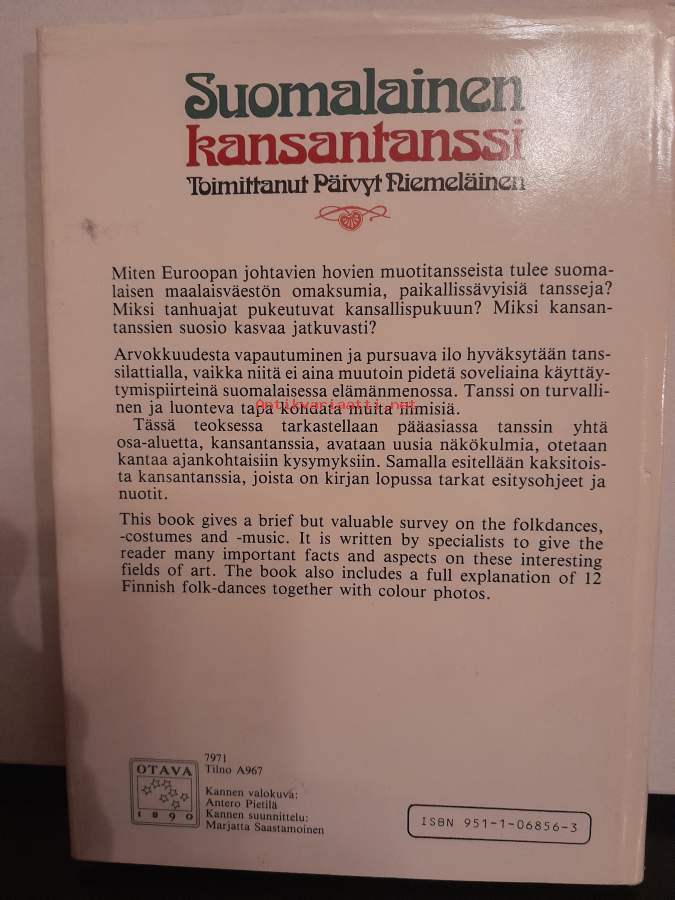 Suomalainen
kansantanssi
Toimittanut Päivyt Niemeläinen
Miten Euroopan johtavien hovien muotitansseista tulee suoma-
laisen maalaisväestön omaksumia, paikallissävyisiä tansseja?
Miksi tanhuajat pukeutuvat kansallispukuun? Miksi kansan-
tanssien suosio kasvaa jatkuvasti?
Arvokkuudesta vapautuminen ja pursuava ilo hyväksytään tans-
silattialla, vaikka niitä ei aina muutoin pidetä soveliaina käyttäy-
tymispiirteinä suomalaisessa elämänmenossa. Tanssi on turvalli-
nen ja luonteva tapa kohdata muita ihmisiä.
Antikvariaatti.net
Tässä teoksessa tarkastellaan pääasiassa tanssin yhtä
osa-aluetta, kansantanssia, avataan uusia näkökulmia, otetaan
kantaa ajankohtaisiin kysymyksiin. Samalla esitellään kaksitois-
ta kansantanssia, joista on kirjan lopussa tarkat esitysohjeet ja
nuotit.
This book gives a brief but valuable survey on the folkdances,
-costumes and -music. It is written by specialists to give the
reader many important facts and aspects on these interesting
fields of art. The book also includes a full explanation of 12
Finnish folk-dances together with colour photos.
OTAVA
1890
7971
Tilno A967
Kannen valokuva:
Antero Pietilä
Kannen suunnittelu:
Marjatta Saastamoinen
ISBN 951-1-06856-3